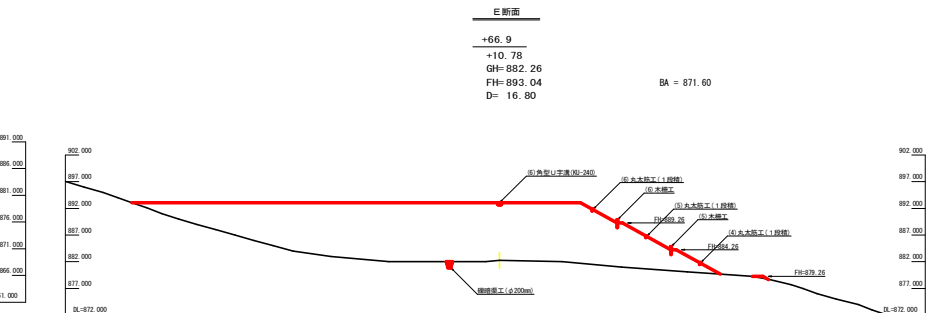 E断面
+66.9
+10.78
GH= 882.26
FH= 893.04
D= 16.80
BA = 871.60
891.000
886.000
881.000
876.000
871.000
866.000
902.000
897.000
892.000
887.000
882.000
877.000
DL=872.000
(6)角型U字溝(KU-240)
(6)丸太筋工(1段積)
(6)木柵工
(5)丸太筋工(1段積)
FH=889.26
(5)木柵工
(4)丸太筋工(1段積)
FH=884.26
FH=879.26
礫暗渠工(φ200mm)
902.000
897.000
892.000
887.000
882.000
877.000
DL=872.000